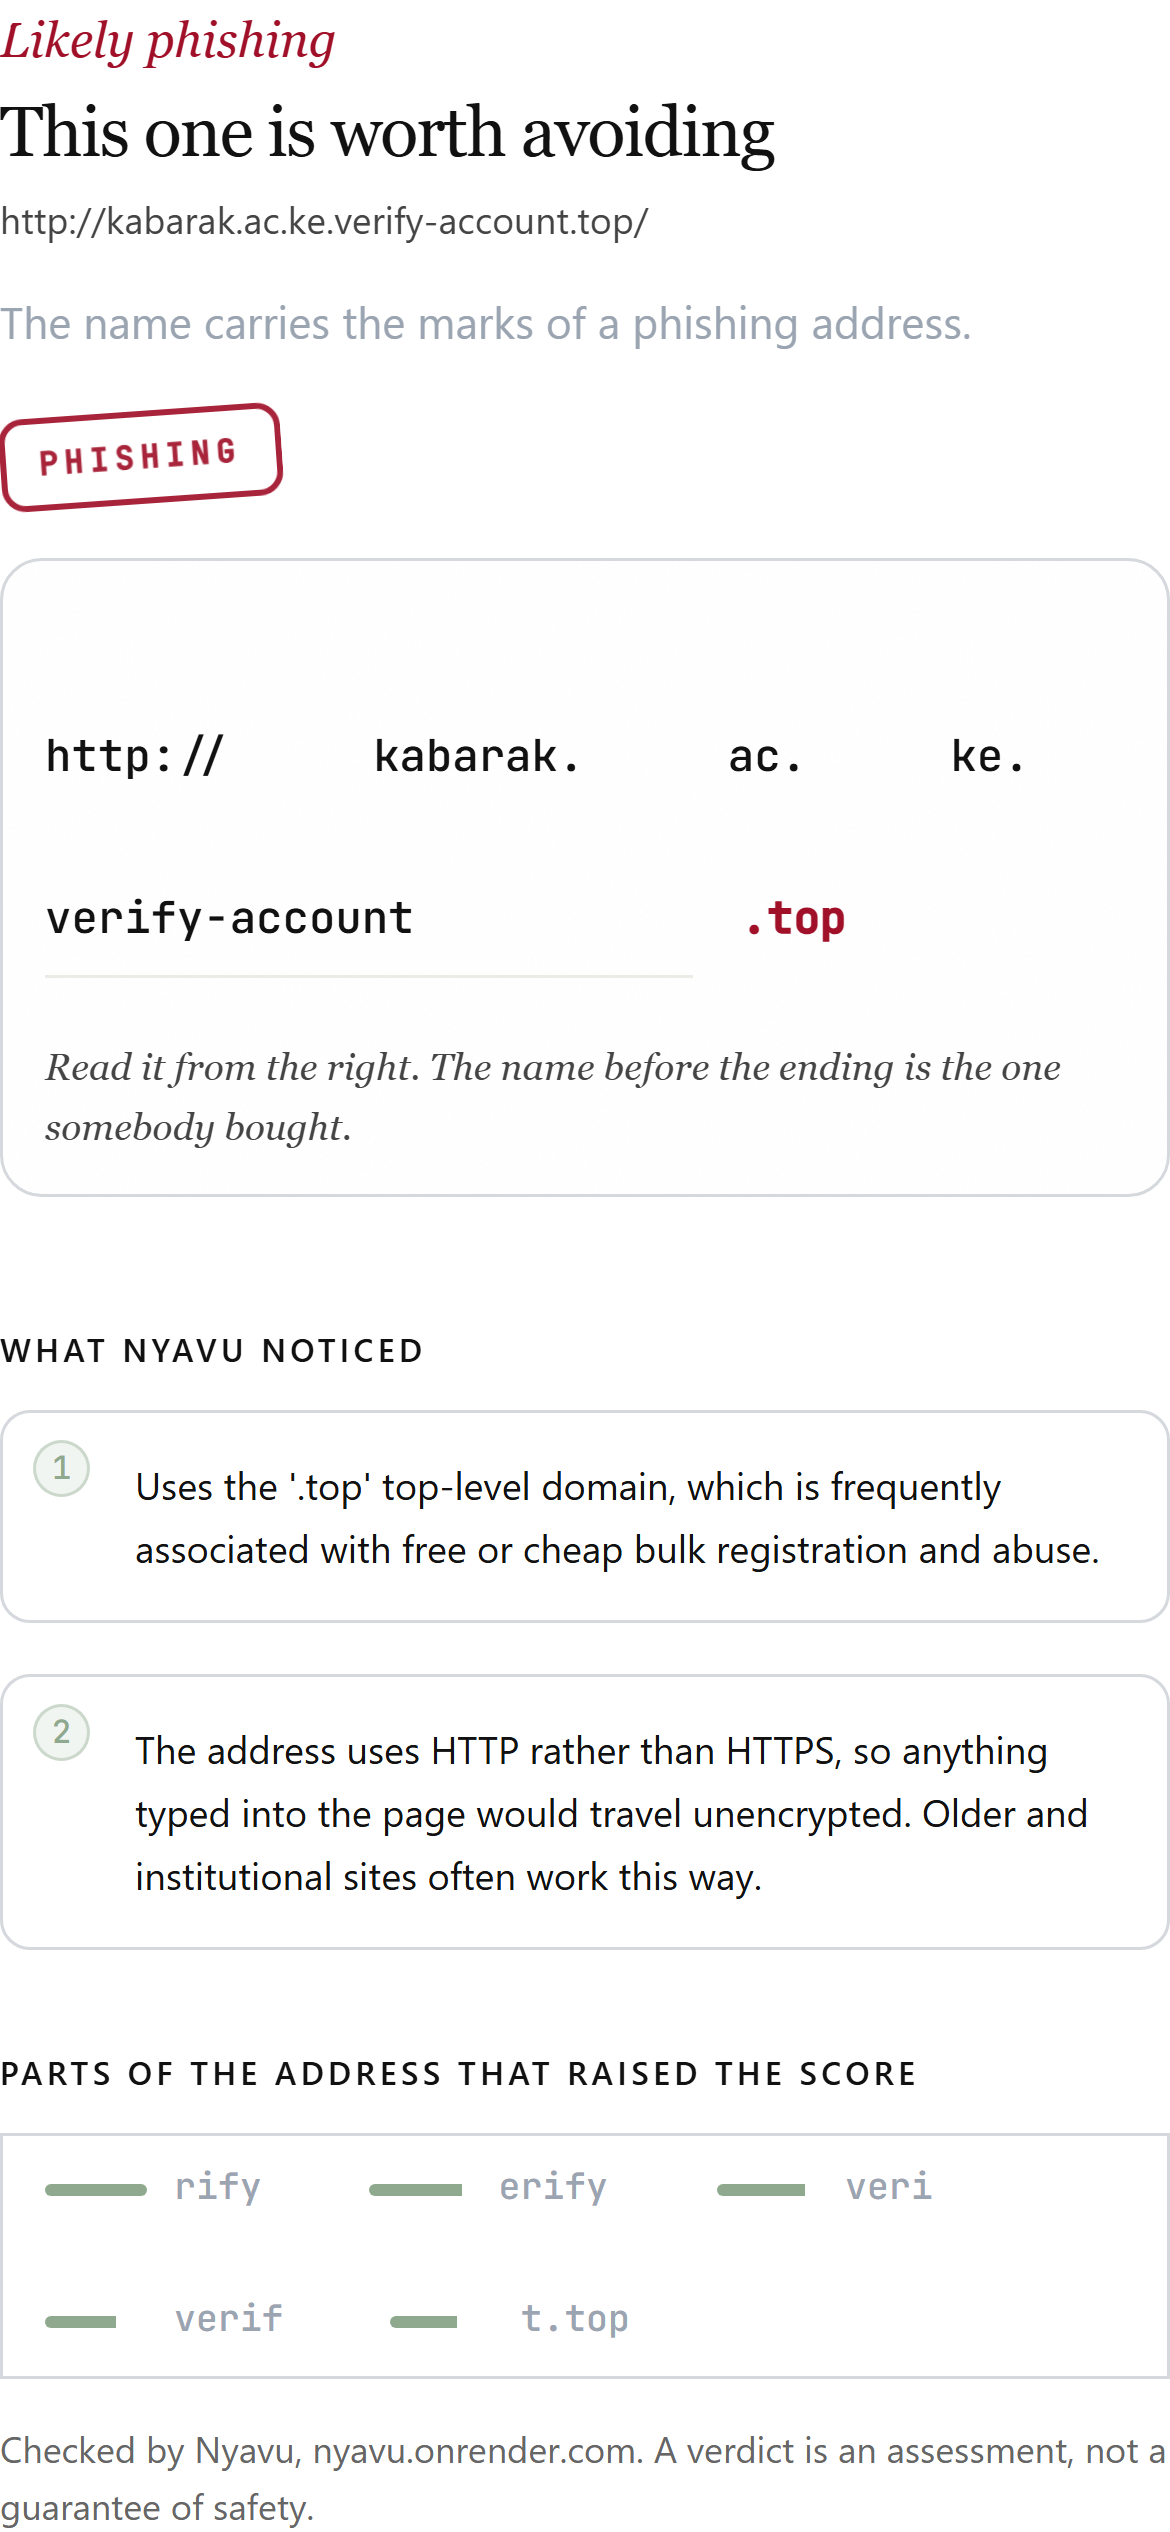 Likely phishing
This one is worth avoiding
http://kabarak.ac.ke.verify-account.top/
The name carries the marks of a phishing address.
PHISHING
http:// kabarak. ac. ke.
verify-account .top
Read it from the right. The name before the ending is the one
somebody bought.
WHAT NYAVU NOTICED
1 Uses the '.top' top-level domain, which is frequently
associated with free or cheap bulk registration and abuse.
2 The address uses HTTP rather than HTTPS, so anything
typed into the page would travel unencrypted. Older and
institutional sites often work this way.
PARTS OF THE ADDRESS THAT RAISED THE SCORE
rify erify veri
verif t.top
Checked by Nyavu, nyavu.onrender.com. A verdict is an assessment, not a
guarantee of safety.